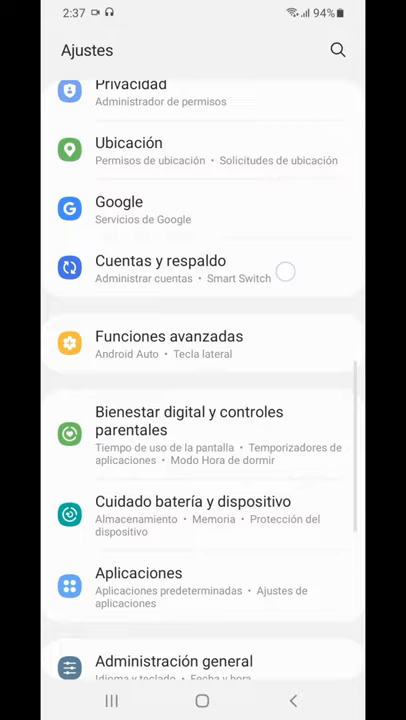 2:37 94%
Ajustes
Privacidad
Administrador de permisos
Ubicación
Permisos de ubicación • Solicitudes de ubicación
Google
Servicios de Google
Cuentas y respaldo
Administrar cuentas • Smart Switch
Funciones avanzadas
Android Auto • Tecla lateral
Bienestar digital y controles
parentales
Tiempo de uso de la pantalla • Temporizadores de
aplicaciones • Modo Hora de dormir
Cuidado batería y dispositivo
Almacenamiento • Memoria • Protección del
dispositivo
Aplicaciones
Aplicaciones predeterminadas • Ajustes de
aplicaciones
Administración general
Idioma y teclado • Fecha y hora